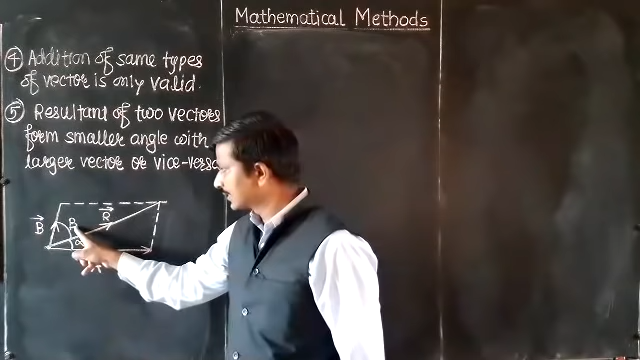 Mathematical Methods
④ Addition of same types
of vector is only valid.
⑤ Resultant of two vectors
form smaller angle with
larger vector or vice-versa
B
R
B
α